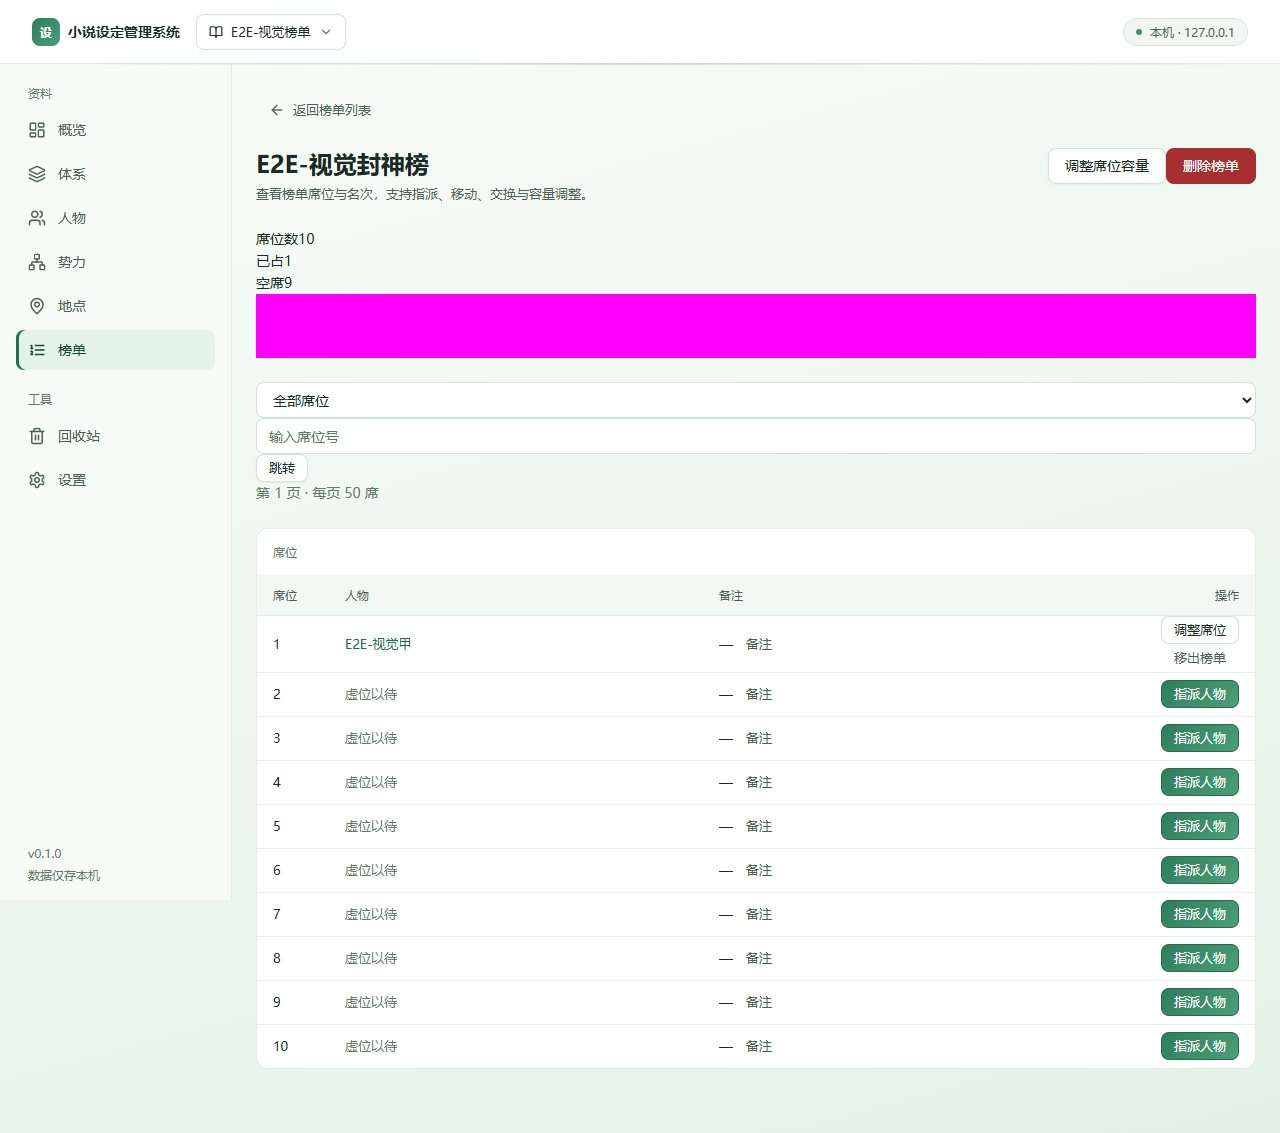 设 小说设定管理系统 E2E-视觉榜单 本机 · 127.0.0.1
资料
概览
体系
人物
势力
地点
榜单
工具
回收站
设置
v0.1.0
数据仅存本机
返回榜单列表
E2E-视觉封神榜
调整席位容量 删除榜单
查看榜单席位与名次，支持指派、移动、交换与容量调整。
席位数10
已占1
空席9
全部席位
输入席位号
跳转
第 1 页 · 每页 50 席
席位
席位 人物 备注 操作
1 E2E-视觉甲 — 备注 调整席位
移出榜单
2 虚位以待 — 备注 指派人物
3 虚位以待 — 备注 指派人物
4 虚位以待 — 备注 指派人物
5 虚位以待 — 备注 指派人物
6 虚位以待 — 备注 指派人物
7 虚位以待 — 备注 指派人物
8 虚位以待 — 备注 指派人物
9 虚位以待 — 备注 指派人物
10 虚位以待 — 备注 指派人物